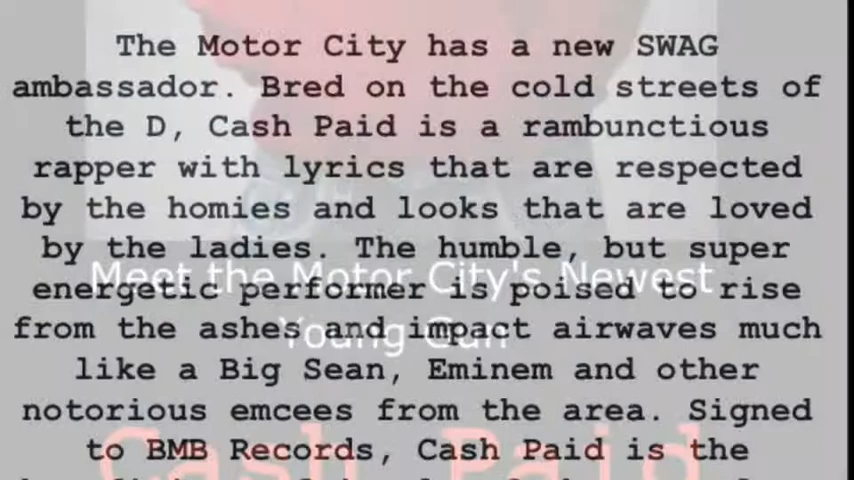 The Motor City has a new SWAG
ambassador. Bred on the cold streets of
the D, Cash Paid is a rambunctious
rapper with lyrics that are respected
by the homies and looks that are loved
by the ladies. The humble, but super
Meet the Motor City's Newest
energetic performer is poised to rise
from the ashes and impact airwaves much
Young Gun
like a Big Sean, Eminem and other
notorious emcees from the area. Signed
to BMB Records, Cash Paid is the
Cash Paid